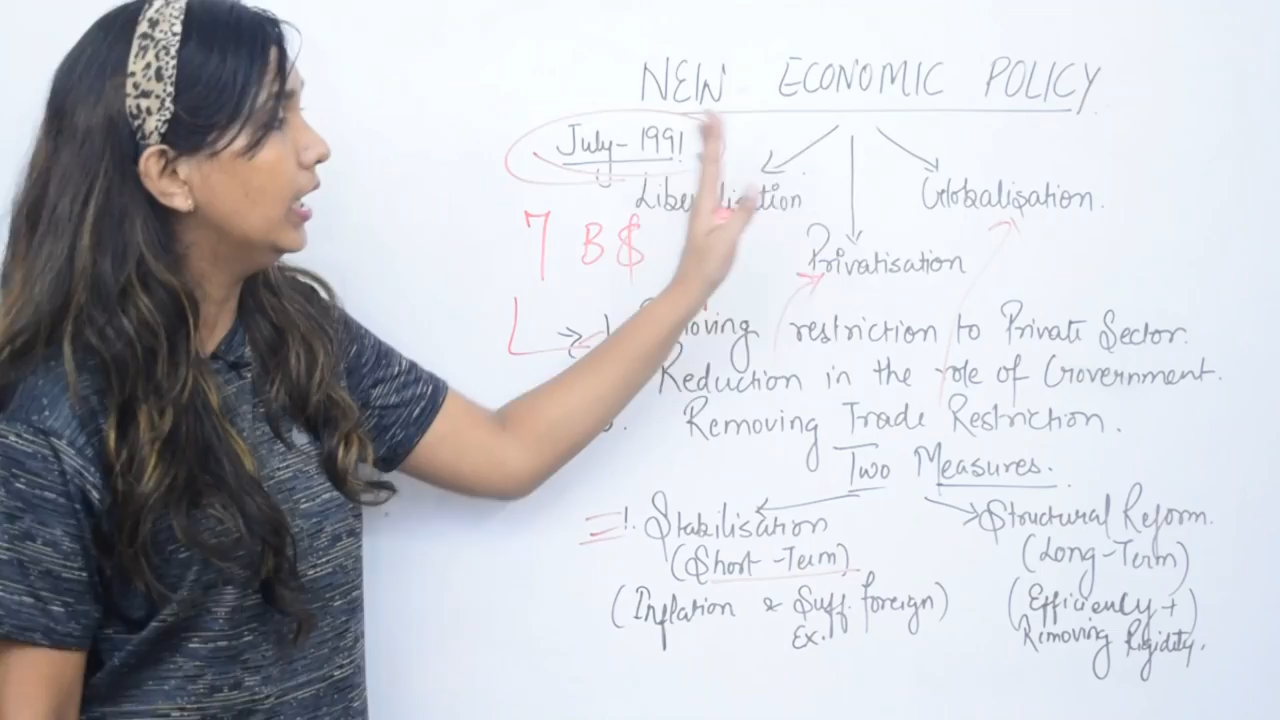 NEW ECONOMIC POLICY
July - 1991
Globalisation.
7 B $
Privatisation
restriction to Private Sector.
Reduction in the role of Government.
Removing Trade Restriction.
Two Measures.
1. Stabilisation
(Short-Term)
(Inflation & Suff. foreign)
Ex.
Structural Reform.
(Long-Term)
(Efficiency +)
Removing Rigidity.